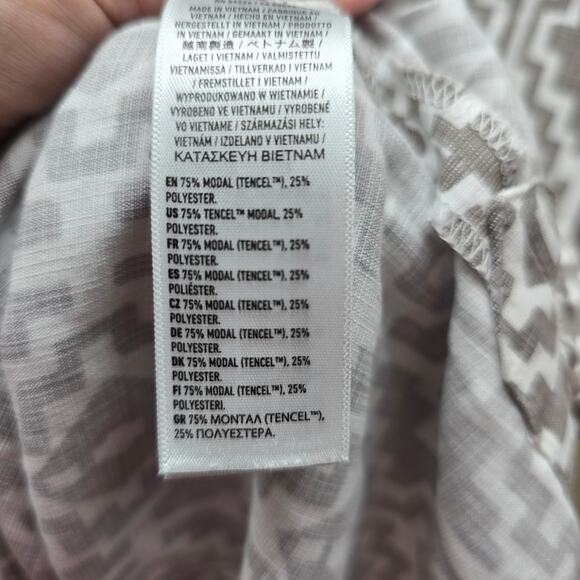 MADE IN VIETNAM / FABRIQUÉ AU
VIETNAM / HECHO EN VIETNAM /
HERGESTELLT IN VIETNAM / PRODOTTO
IN VIETNAM / GEMAAKT IN VIETNAM /
越南製造 / ベトナム製 /
LAGET I VIETNAM / VALMISTETTU
VIETNAMISSA / TILLVERKAD I VIETNAM
/ FREMSTILLET I VIETNAM /
WYPRODUKOWANO W WIETNAMIE /
VYROBENO VE VIETNAMU / VYROBENÉ
VO VIETNAME / SZÁRMAZÁSI HELY:
VIETNÁM / IZDELANO V VIETNAMU /
ΚΑΤΑΣΚΕΥΗ ΒΙΕΤΝΑΜ
EN 75% MODAL (TENCEL™), 25%
POLYESTER.
US 75% TENCEL™ MODAL, 25%
POLYESTER.
FR 75% MODAL (TENCEL™), 25%
POLYESTER.
ES 75% MODAL (TENCEL™), 25%
POLIÉSTER.
CZ 75% MODAL (TENCEL™), 25%
POLYESTER.
DE 75% MODAL (TENCEL™), 25%
POLYESTER.
DK 75% MODAL (TENCEL™), 25%
POLYESTER.
FI 75% MODAL (TENCEL™), 25%
POLYESTERI.
GR 75% ΜΟΝΤΑΛ (TENCEL™),
25% ΠΟΛΥΕΣΤΕΡΑ.